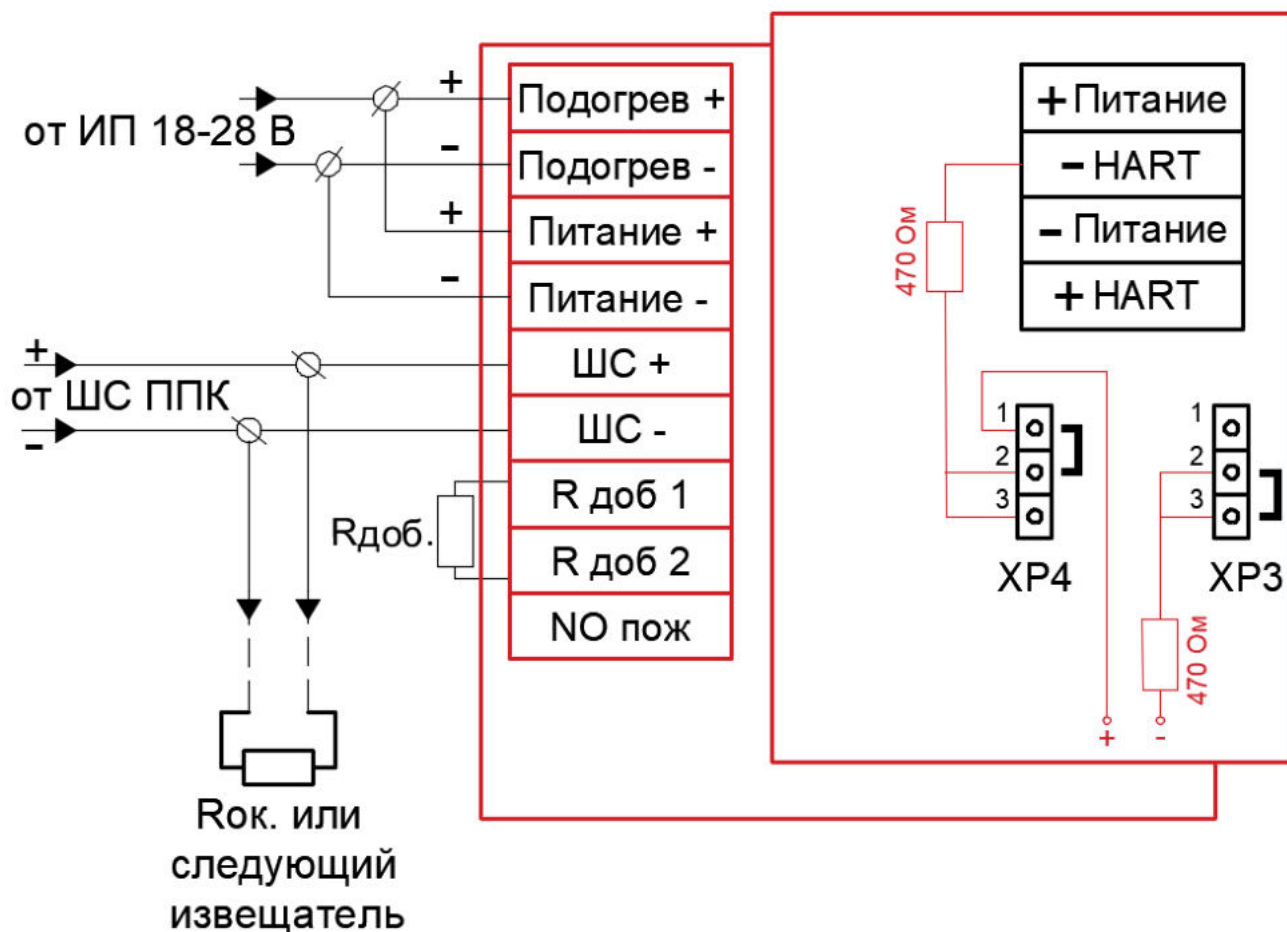 +
от ИП 18-28 В
-
+
-
Подогрев +
Подогрев -
Питание +
Питание -
ШС +
ШС -
R доб 1
R доб 2
NO пож
+
от ШС ППК
-
Rдоб.
Rок. или
следующий
извещатель
+ Питание
- HART
- Питание
+ HART
470 Ом
1
2
3
XP4
1
2
3
XP3
470 Ом
+
-